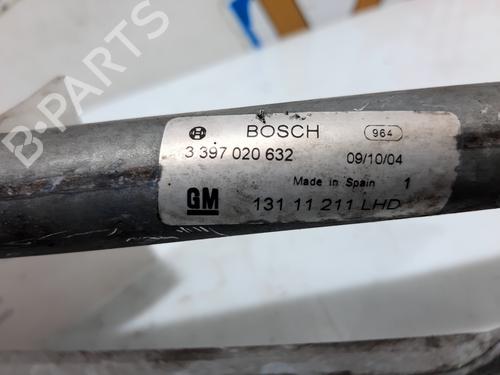 B-PARTS
BOSCH 964
3 397 020 632 09/10/04
Made in Spain 1
GM 131 11 211 LHD